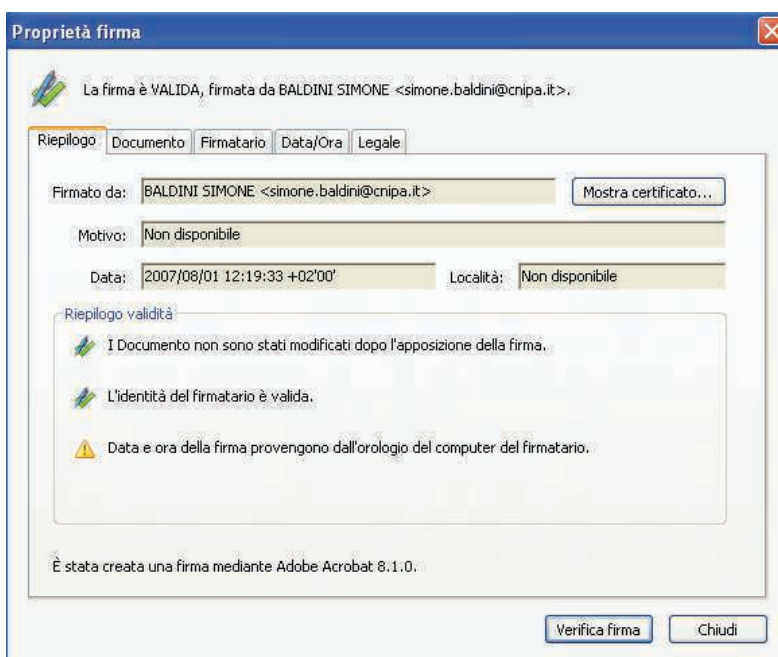 Proprietà firma
La firma è VALIDA, firmata da BALDINI SIMONE <simone.baldini@cnipa.it>.
Riepilogo Documento Firmatario Data/Ora Legale
Firmato da: BALDINI SIMONE <simone.baldini@cnipa.it> Mostra certificato...
Motivo: Non disponibile
Data: 2007/08/01 12:19:33 +02'00' Località: Non disponibile
Riepilogo validità
I Documento non sono stati modificati dopo l'apposizione della firma.
L'identità del firmatario è valida.
Data e ora della firma provengono dall'orologio del computer del firmatario.
È stata creata una firma mediante Adobe Acrobat 8.1.0.
Verifica firma Chiudi